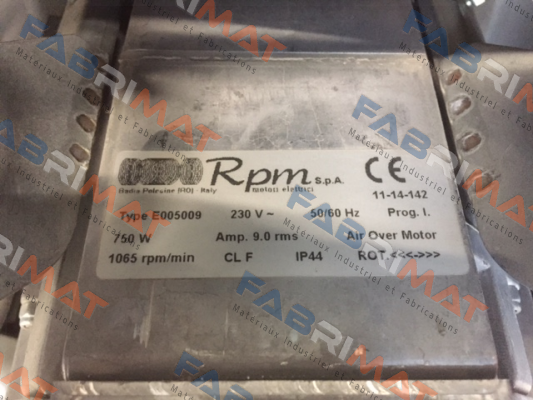 Rpm S.p.A. CE
Badia Polesine (RO) - Italy motori elettrici 11-14-142
Type E005009 230 V ~ 50/60 Hz Prog. I.
750 W Amp. 9.0 rms Air Over Motor
1065 rpm/min CL F IP44 ROT.<<<->>>
FABRIMAT
Materiaux Industriel et Fabrications